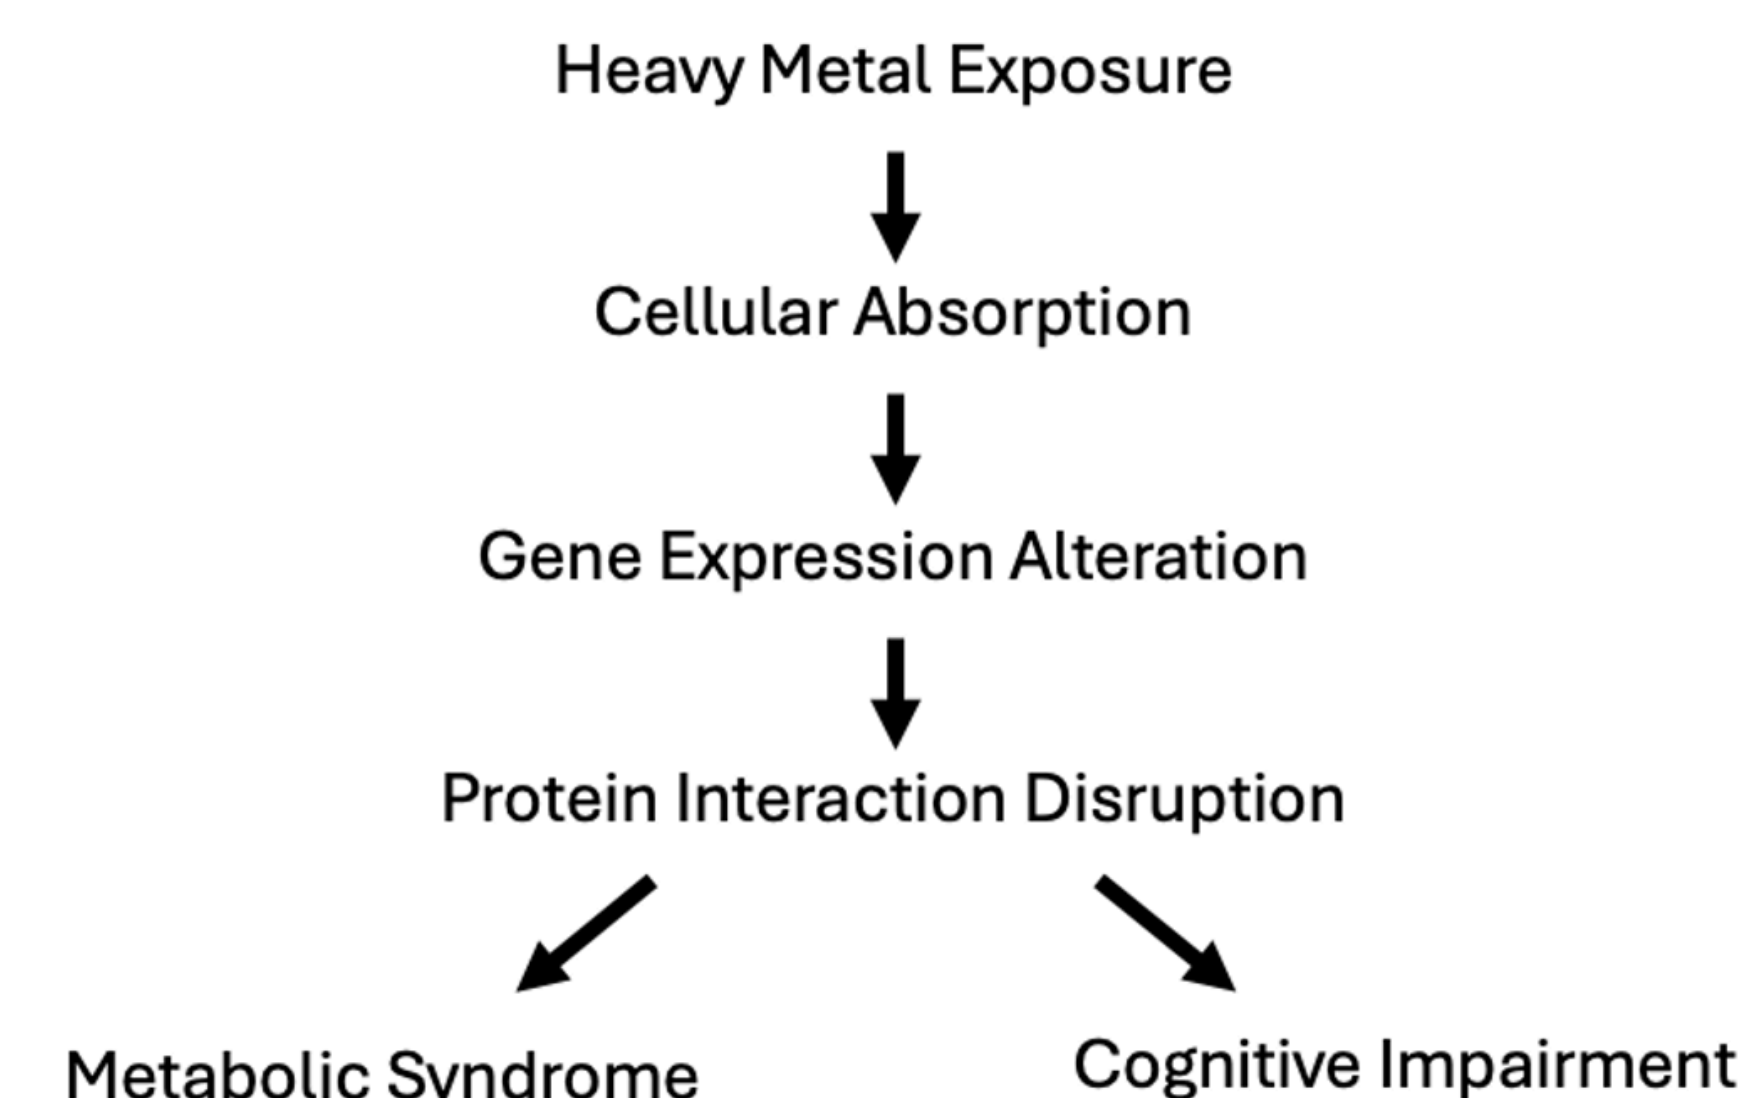 Heavy Metal Exposure
Cellular Absorption
Gene Expression Alteration
Protein Interaction Disruption
Metabolic Syndrome
Cognitive Impairment